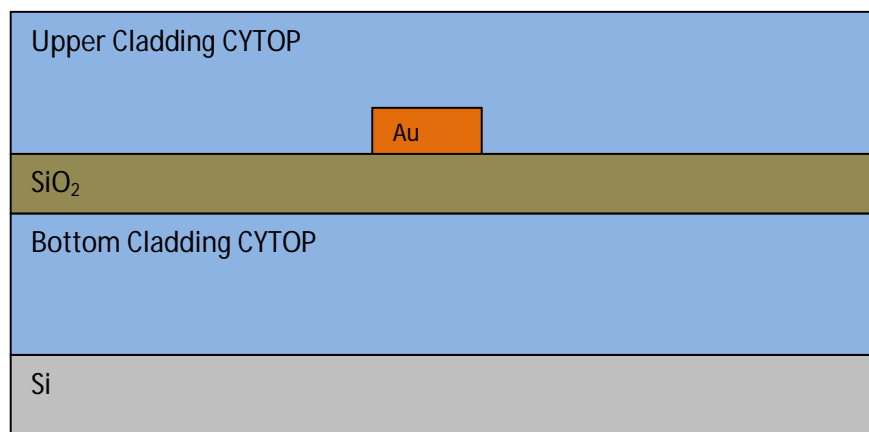 Upper Cladding CYTOP
Au
SiO₂
Bottom Cladding CYTOP
Si